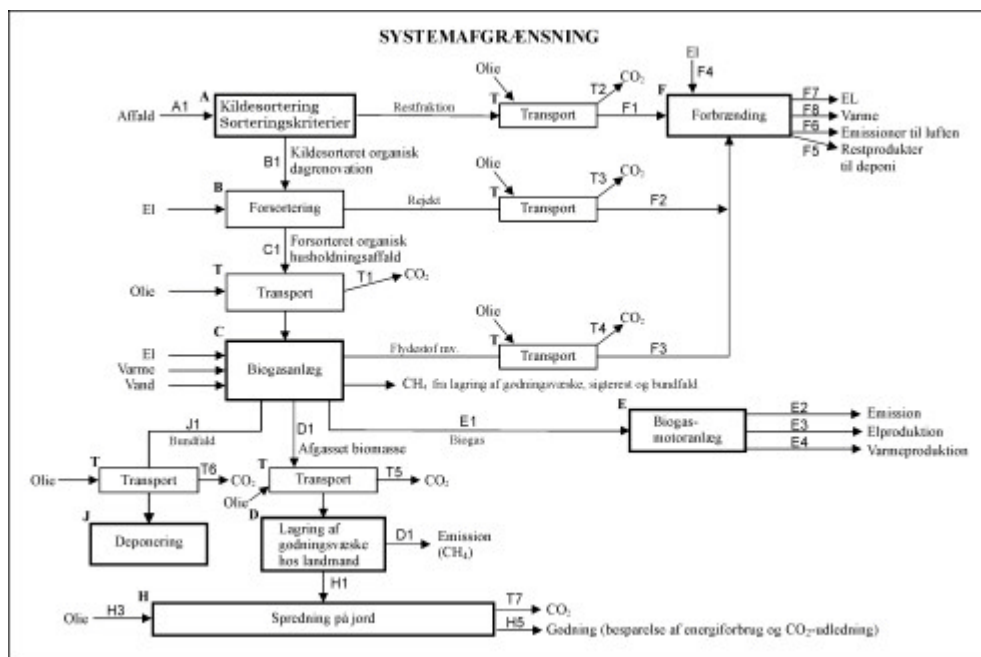 SYSTEMAFGRÆNSNING
El
F4
Olie
CO₂
T2
T
A
F
Affald
A1
Kildesortering
Sorteringskriterier
Restfraktion
Transport
F1
Forbrænding
F7
EL
F8
Varme
F6
Emissioner til luften
F5
Restprodukter
til deponi
B1
Kildesorteret organisk
dagrenovation
Olie
CO₂
T3
T
B
El
Forsortering
Rejekt
Transport
F2
C1
Forsorteret organisk
husholdningsaffald
T
T1
CO₂
Olie
Transport
Olie
CO₂
T4
T
C
El
Varme
Vand
Biogasanlæg
Flydestof mv.
Transport
F3
CH₄ fra lagring af gødningsvæske, sigterest og bundfald
J1
Bundfald
D1
Afgasset biomasse
E1
Biogas
E
Biogas-
motoranlæg
E2
Emission
E3
Elproduktion
E4
Varmeproduktion
T
Olie
Transport
T6
CO₂
T
Olie
Transport
T5
CO₂
J
Deponering
D
Lagring af
gødningsvæske
hos landmand
D1
Emission
(CH₄)
H1
H
Olie
H3
Spredning på jord
T7
CO₂
H5
Gødning (besparelse af energiforbrug og CO₂-udledning)